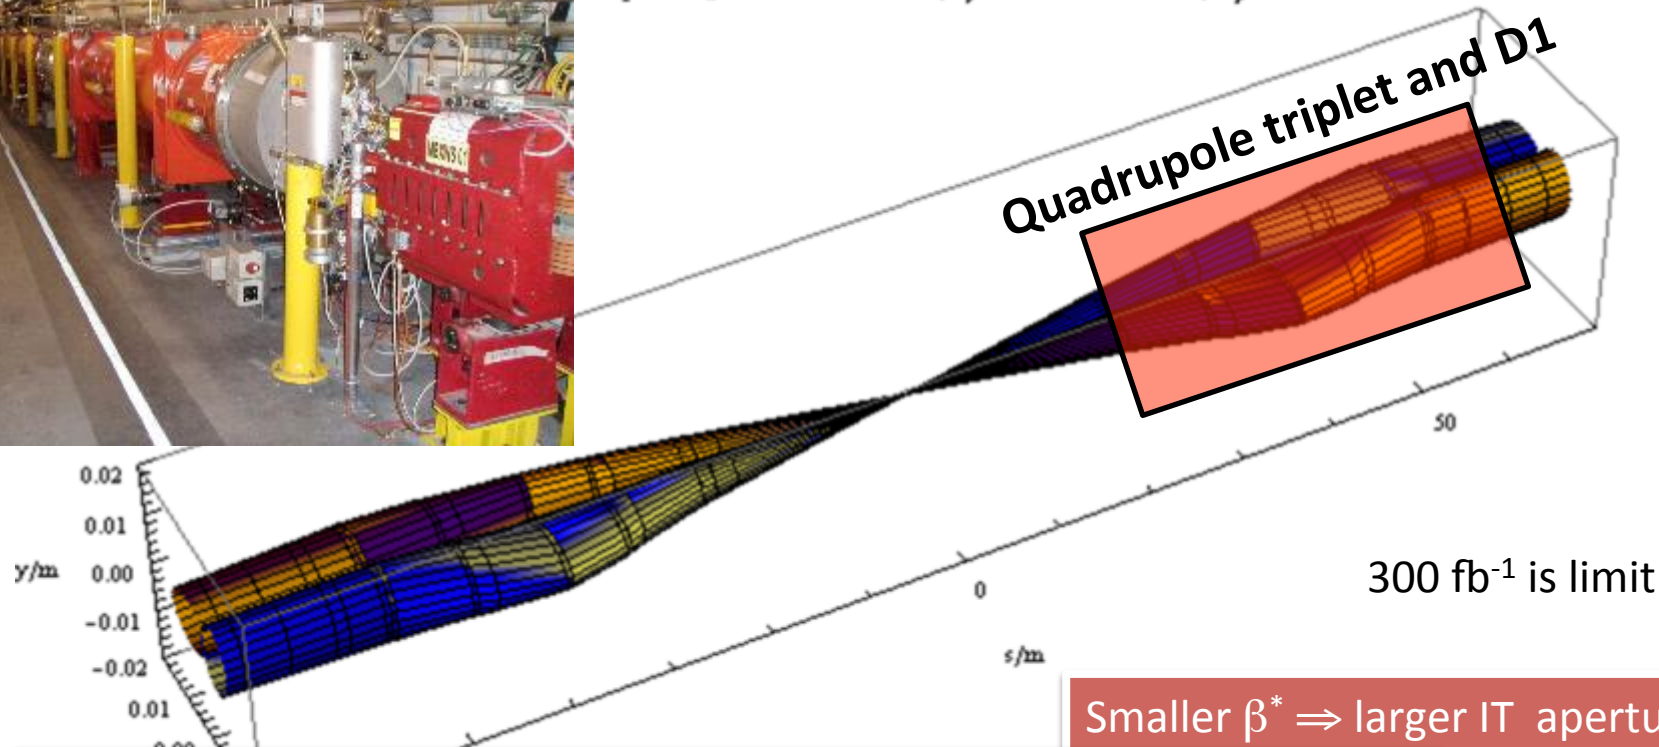 Quadrupole triplet and D1
50
0.02
0.01
y/m
0.00
-0.01
-0.02
0.01
0
s/m
300 fb-1 is limit
Smaller β* ⇒ larger IT